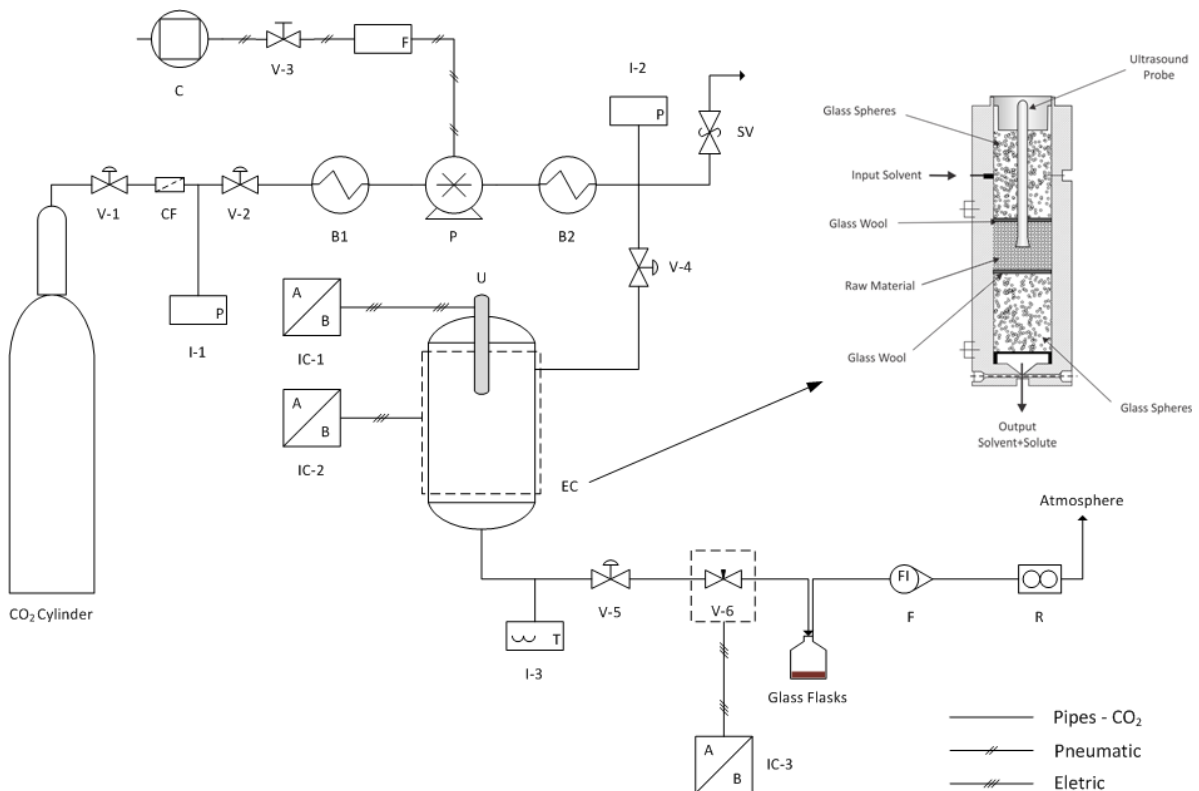 C
V-3
F
I-2
P
SV
V-1
CF
V-2
B1
P
B2
V-4
I-1
P
A
B
IC-1
U
A
B
IC-2
EC
CO2 Cylinder
I-3
T
V-5
V-6
Glass Flasks
FI
F
R
Atmosphere
A
B
IC-3
Ultrasound
Probe
Glass Spheres
Input Solvent
Glass Wool
Raw Material
Glass Wool
Glass Spheres
Output
Solvent+Solute
Pipes - CO2
Pneumatic
Eletric